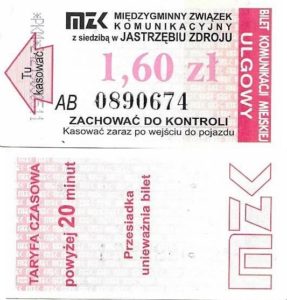 MZK MIĘDZYGMINNY ZWIĄZEK
KOMUNIKACYJNY
z siedzibą w JASTRZĘBIU ZDROJU
Tu
kasować
1,60 zł
AB 0890674
ZACHOWAĆ DO KONTROLI
Kasować zaraz po wejściu do pojazdu
BILET KOMUNIKACJI MIEJSKIEJ
ULGOWY
TARYFA CZASOWA
powyżej 20 minut
Przesiadka
unieważnia bilet
MZK